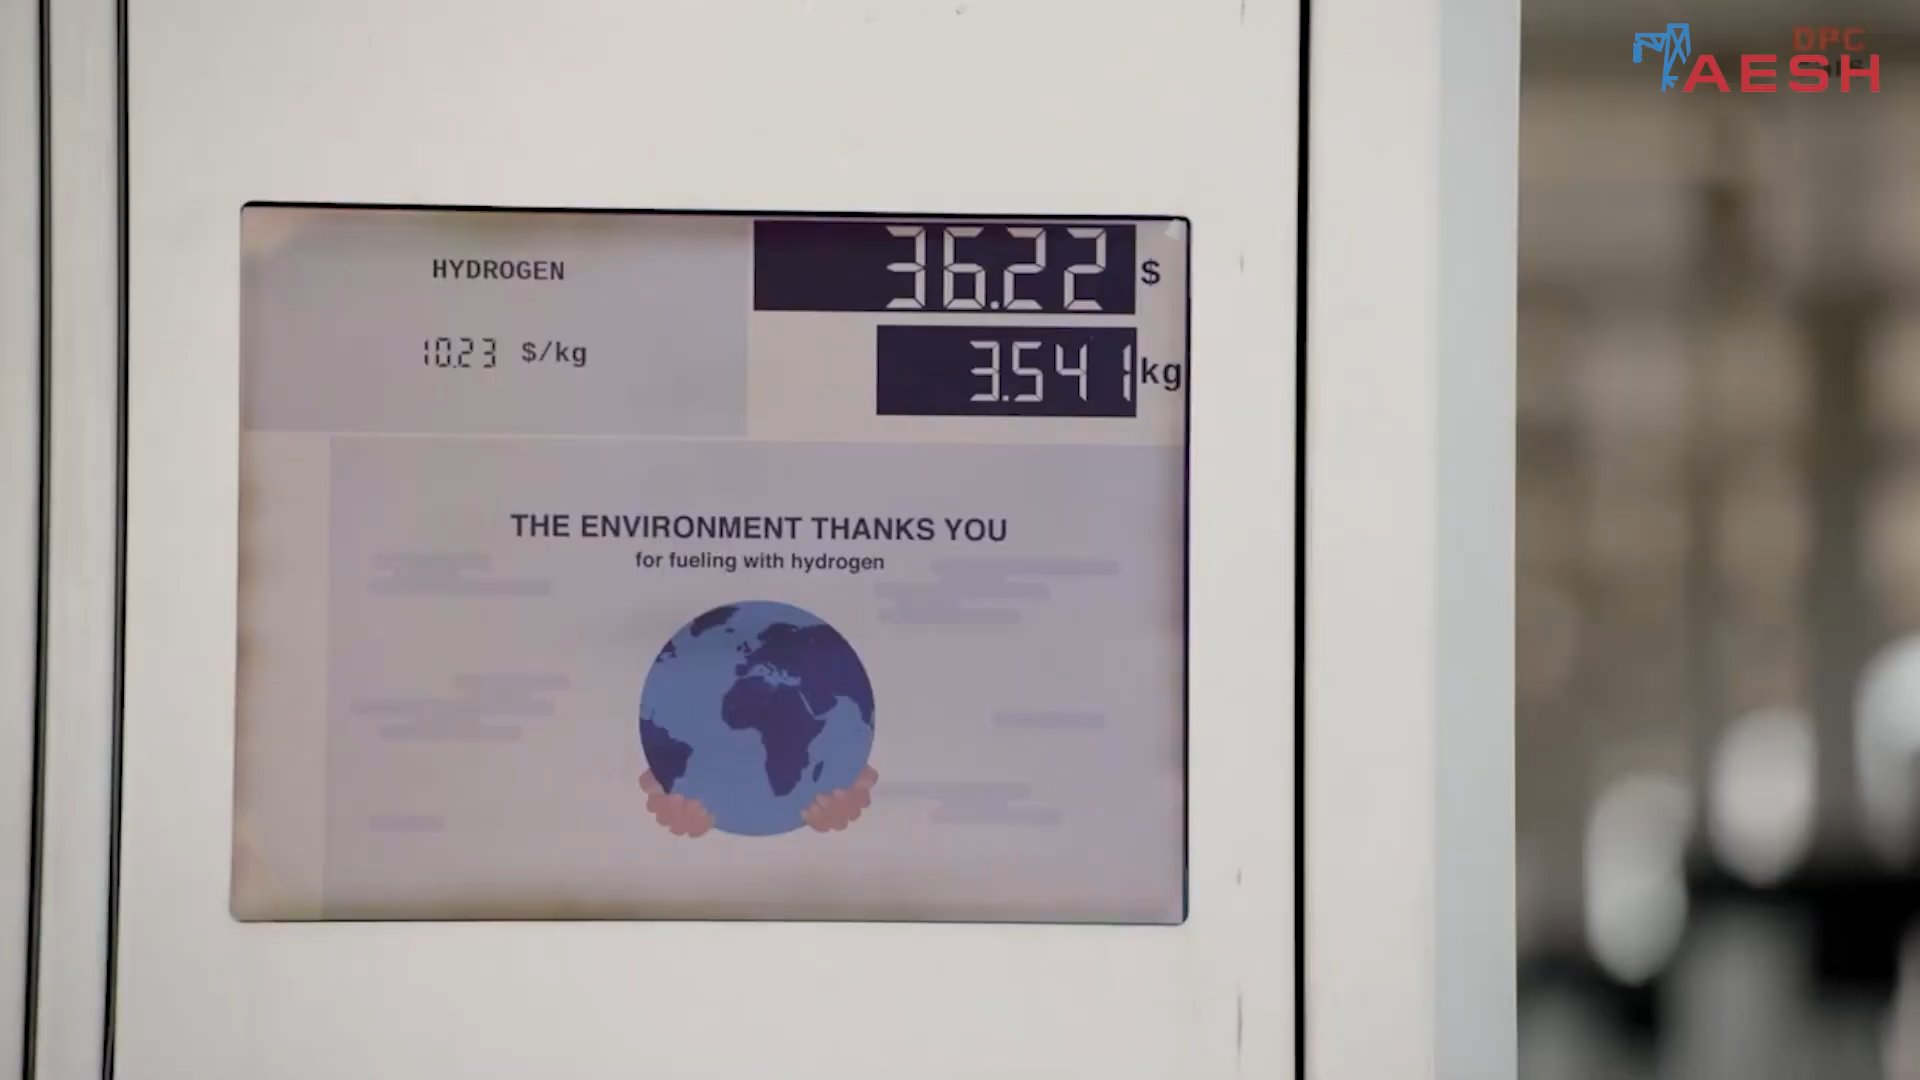 DPC
AESH
HYDROGEN
36.22 $
10.23 $/kg
3.541 kg
THE ENVIRONMENT THANKS YOU
for fueling with hydrogen